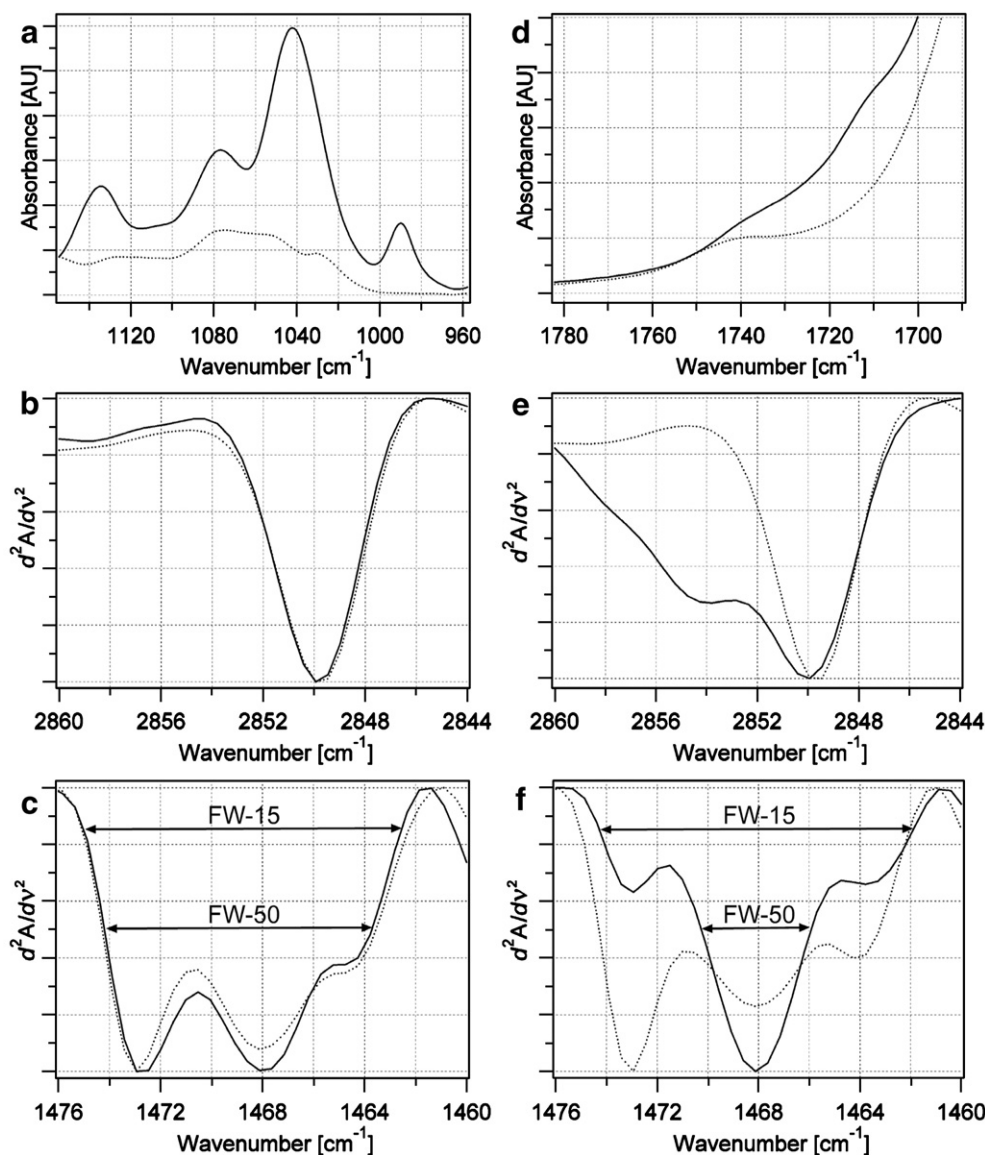 a
Absorbance [AU]
1120 1080 1040 1000 960
Wavenumber [cm⁻¹]
d
Absorbance [AU]
1780 1760 1740 1720 1700
Wavenumber [cm⁻¹]
b
d²A/dν²
2860 2856 2852 2848 2844
Wavenumber [cm⁻¹]
e
d²A/dν²
2860 2856 2852 2848 2844
Wavenumber [cm⁻¹]
c
FW-15
FW-50
d²A/dν²
1476 1472 1468 1464 1460
Wavenumber [cm⁻¹]
f
FW-15
FW-50
d²A/dν²
1476 1472 1468 1464 1460
Wavenumber [cm⁻¹]